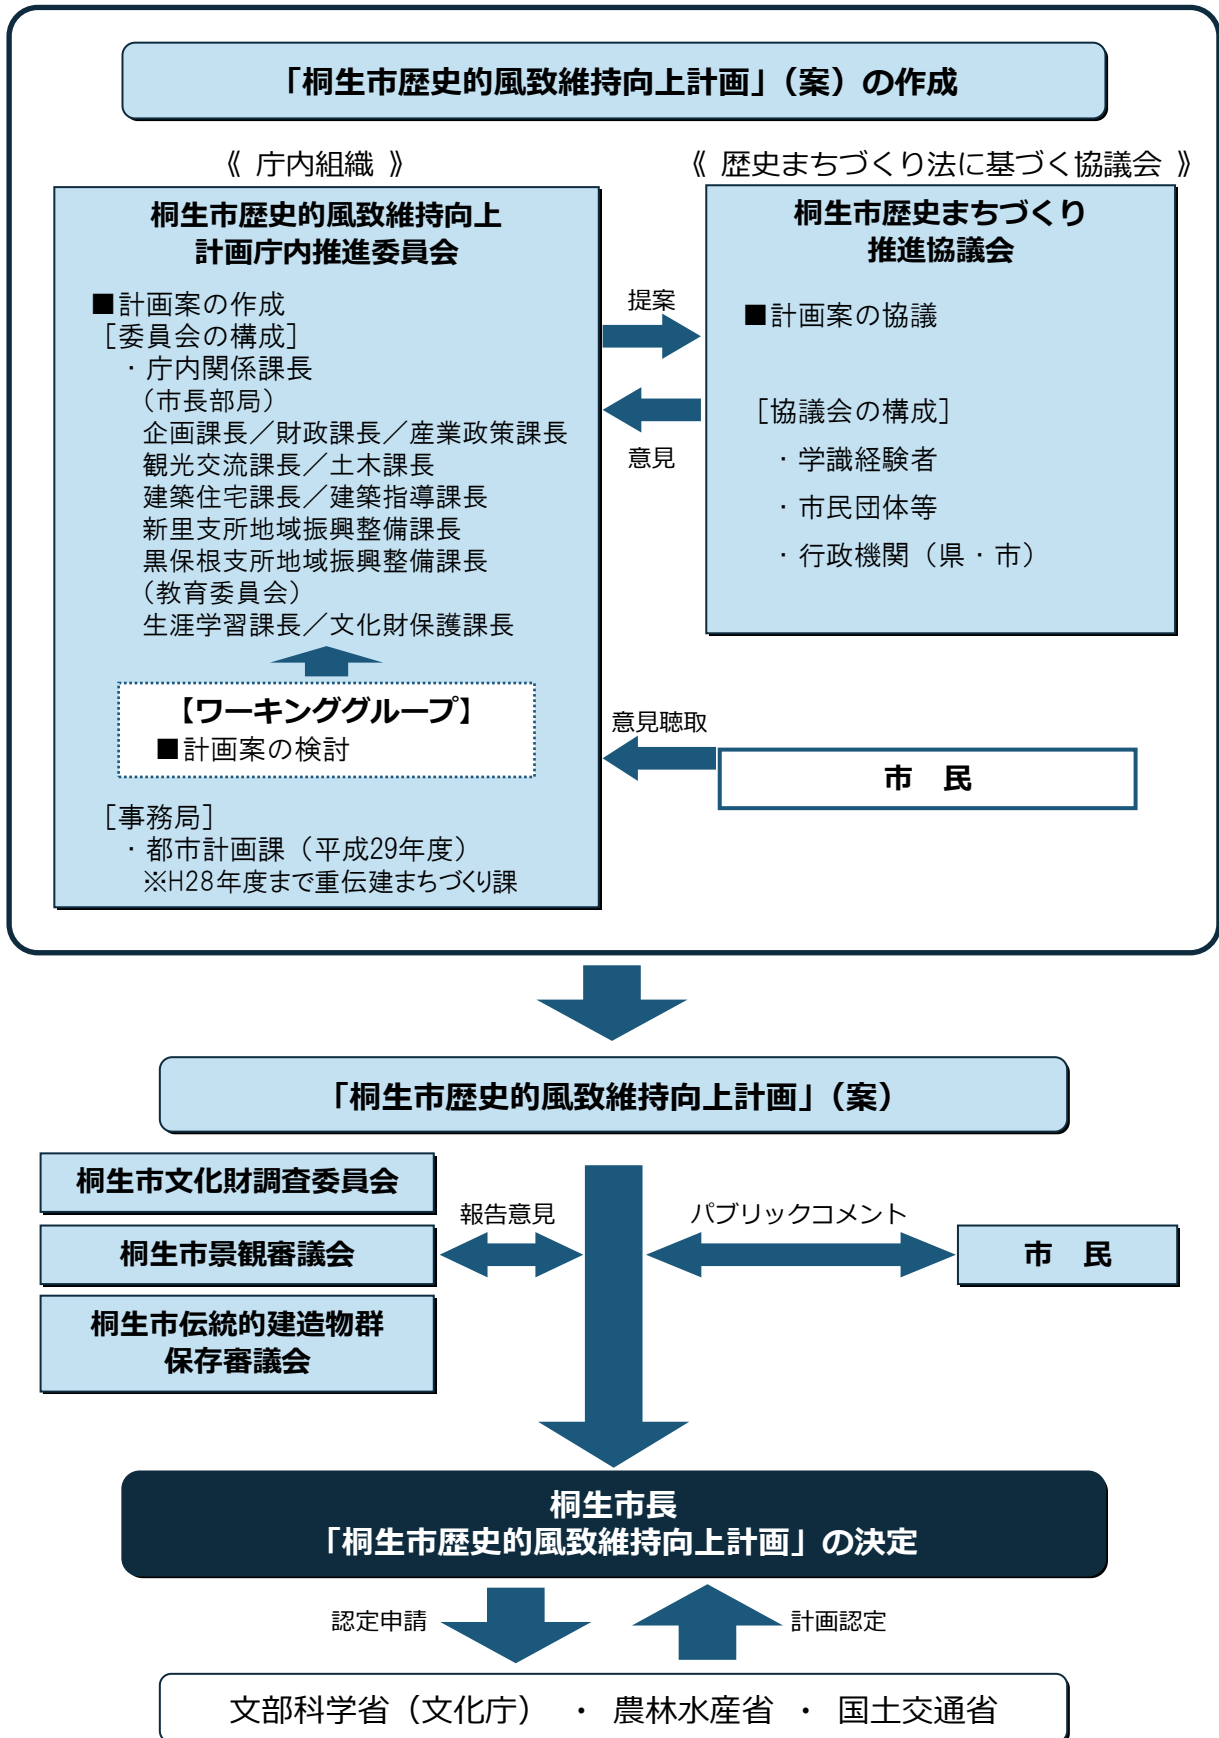 「桐生市歴史的風致維持向上計画」（案）の作成
《 庁内組織 》
桐生市歴史的風致維持向上
計画庁内推進委員会
■計画案の作成
［委員会の構成］
・庁内関係課長
（市長部局）
企画課長／財政課長／産業政策課長
観光交流課長／土木課長
建築住宅課長／建築指導課長
新里支所地域振興整備課長
黒保根支所地域振興整備課長
（教育委員会）
生涯学習課長／文化財保護課長
【ワーキンググループ】
■計画案の検討
［事務局］
・都市計画課（平成29年度）
※H28年度まで重伝建まちづくり課
提案
意見
《 歴史まちづくり法に基づく協議会 》
桐生市歴史まちづくり
推進協議会
■計画案の協議
［協議会の構成］
・学識経験者
・市民団体等
・行政機関（県・市）
意見聴取
市　民
「桐生市歴史的風致維持向上計画」（案）
桐生市文化財調査委員会
桐生市景観審議会
桐生市伝統的建造物群
保存審議会
報告意見
パブリックコメント
市　民
桐生市長
「桐生市歴史的風致維持向上計画」の決定
認定申請
計画認定
文部科学省（文化庁） ・ 農林水産省 ・ 国土交通省